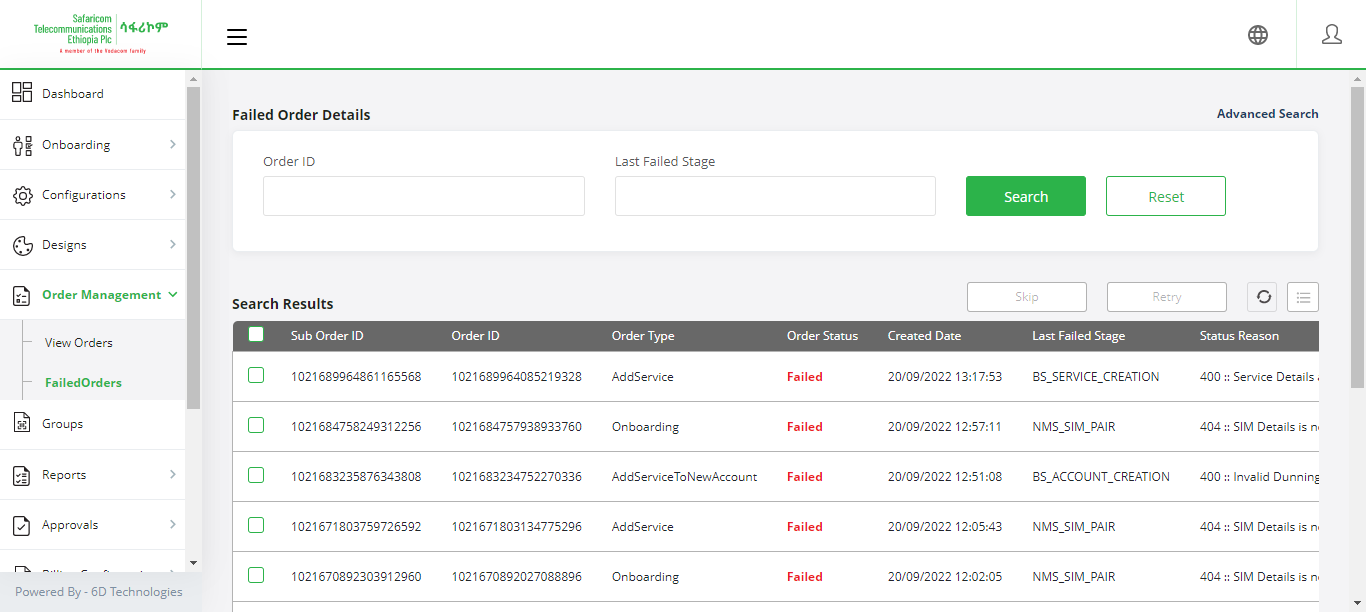 Safaricom
Telecommunications
Ethiopia Plc
ሳፋሪኮም
A member of the Vodacom family
Dashboard
Onboarding
Configurations
Designs
Order Management
View Orders
FailedOrders
Groups
Reports
Approvals
Powered By - 6D Technologies
Failed Order Details
Advanced Search
Order ID
Last Failed Stage
Search
Reset
Search Results
Skip
Retry
Sub Order ID Order ID Order Type Order Status Created Date Last Failed Stage Status Reason
1021689964861165568 1021689964085219328 AddService Failed 20/09/2022 13:17:53 BS_SERVICE_CREATION 400 :: Service Details
1021684758249312256 1021684757938933760 Onboarding Failed 20/09/2022 12:57:11 NMS_SIM_PAIR 404 :: SIM Details is
1021683235876343808 1021683234752270336 AddServiceToNewAccount Failed 20/09/2022 12:51:08 BS_ACCOUNT_CREATION 400 :: Invalid Dunning
1021671803759726592 1021671803134775296 AddService Failed 20/09/2022 12:05:43 NMS_SIM_PAIR 404 :: SIM Details is
1021670892303912960 1021670892027088896 Onboarding Failed 20/09/2022 12:02:05 NMS_SIM_PAIR 404 :: SIM Details is